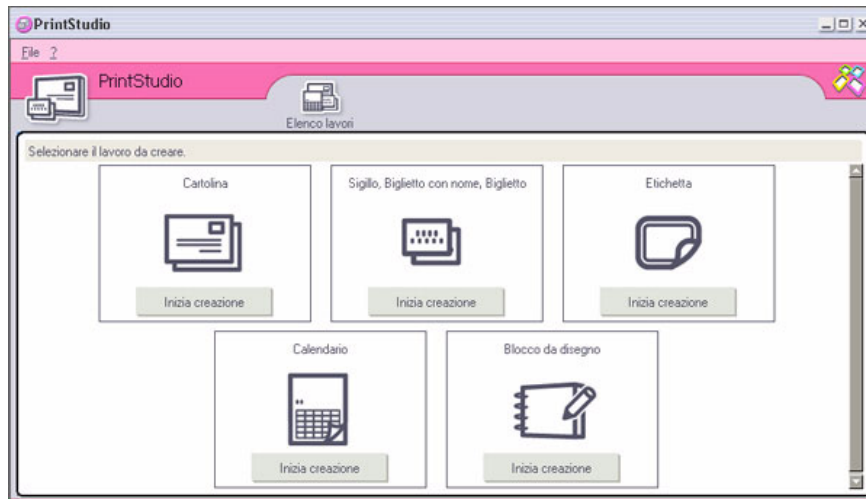 PrintStudio
File ?
PrintStudio
Elenco lavori
Selezionare il lavoro da creare.
Cartolina
Sigillo, Biglietto con nome, Biglietto
Etichetta
Inizia creazione
Inizia creazione
Inizia creazione
Calendario
Blocco da disegno
Inizia creazione
Inizia creazione